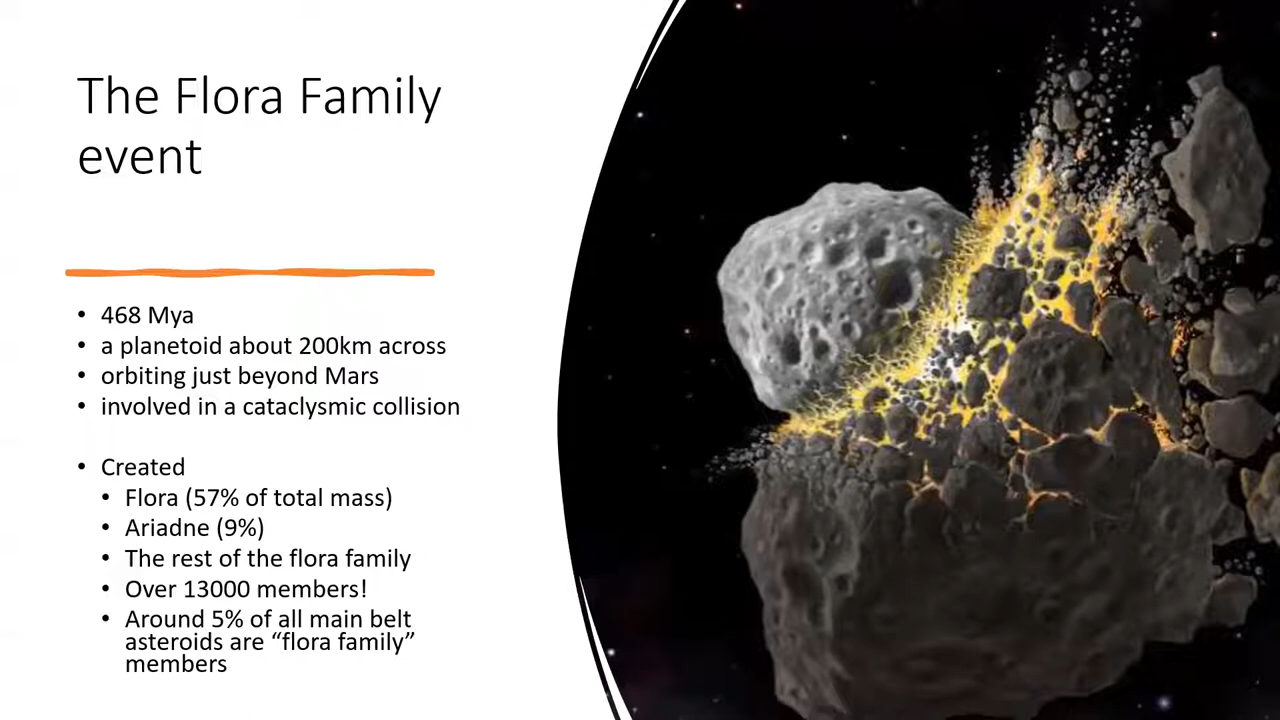 The Flora Family
event
• 468 Mya
• a planetoid about 200km across
• orbiting just beyond Mars
• involved in a cataclysmic collision
• Created
• Flora (57% of total mass)
• Ariadne (9%)
• The rest of the flora family
• Over 13000 members!
• Around 5% of all main belt
asteroids are “flora family”
members